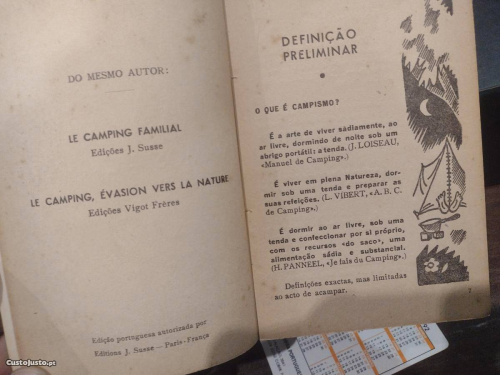 DO MESMO AUTOR:
LE CAMPING FAMILIAL
Edições J. Susse
LE CAMPING, ÉVASION VERS LA NATURE
Edições Vigot Frères
Edição portuguesa autorizada por
Editions J. Susse — Paris-França
DEFINIÇÃO
PRELIMINAR
O QUE É CAMPISMO?
É a arte de viver sàdiamente, ao
ar livre, dormindo de noite sob um
abrigo portátil: a tenda. (J. LOISEAU,
«Manuel de Camping».)
É viver em plena Natureza, dor-
mir sob uma tenda e preparar as
suas refeições. (L. VIBERT, «A. B. C.
de Camping».)
É dormir ao ar livre, sob uma
tenda e confeccionar por si próprio,
com os recursos «do saco», uma
alimentação sádia e substancial.
(H. PANNEEL, «Je fais du Camping».)
Definições exactas, mas limitadas
ao acto de acampar.
7
CustoJusto.pt